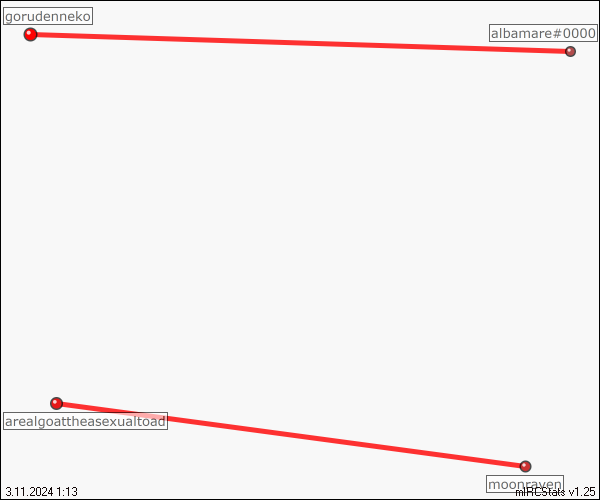 gorudenneko
albamare#0000
arealgoattheasexualtoad
moonraven
3.11.2024 1:13
mIRCStats v1.25